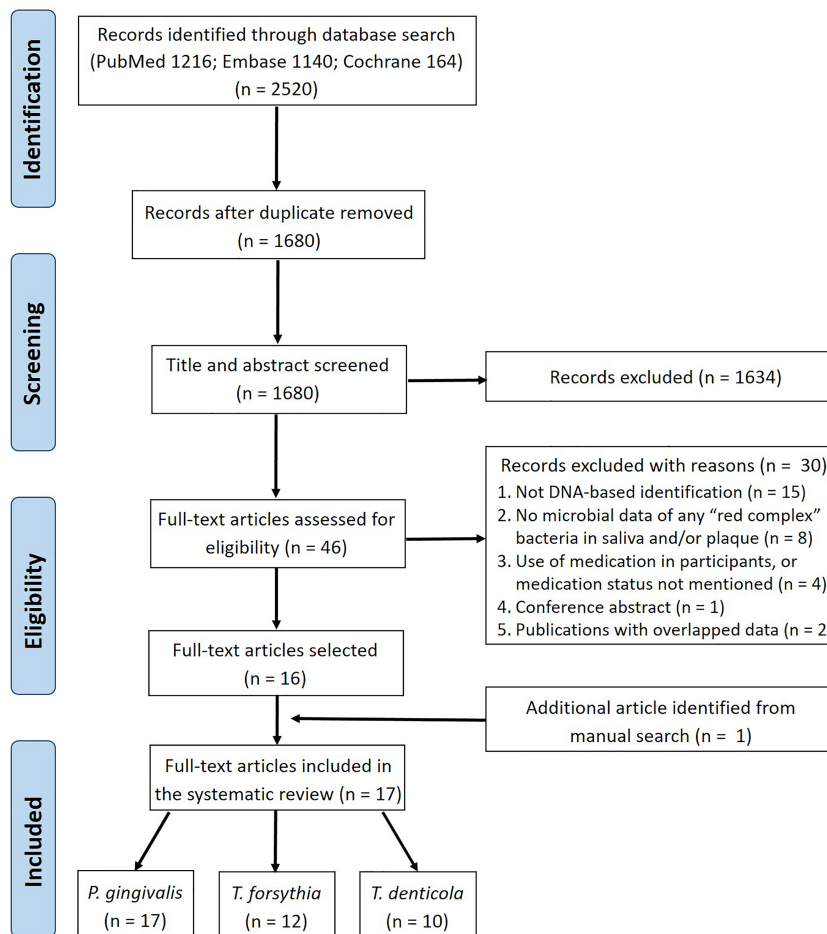 Identification
Records identified through database search
(PubMed 1216; Embase 1140; Cochrane 164)
(n = 2520)
Records after duplicate removed
(n = 1680)
Screening
Title and abstract screened
(n = 1680)
Records excluded (n = 1634)
Eligibility
Full-text articles assessed for
eligibility (n = 46)
Records excluded with reasons (n =  30)
1. Not DNA-based identification (n = 15)
2. No microbial data of any “red complex”
bacteria in saliva and/or plaque (n = 8)
3. Use of medication in participants, or
medication status not mentioned (n = 4)
4. Conference abstract (n = 1)
5. Publications with overlapped data (n = 2
Full-text articles selected
(n = 16)
Additional article identified from
manual search (n =  1)
Included
Full-text articles included in
the systematic review (n = 17)
P. gingivalis
(n = 17)
T. forsythia
(n = 12)
T. denticola
(n = 10)